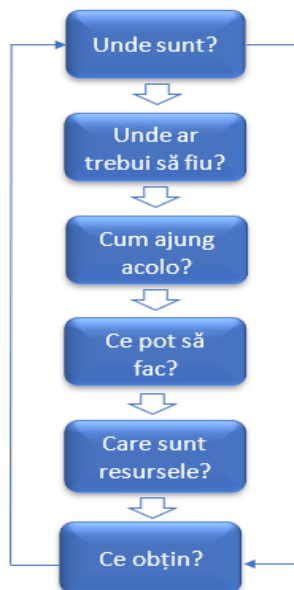 Unde sunt?
Unde ar
trebui să fiu?
Cum ajung
acolo?
Ce pot să
fac?
Care sunt
resursele?
Ce obțin?